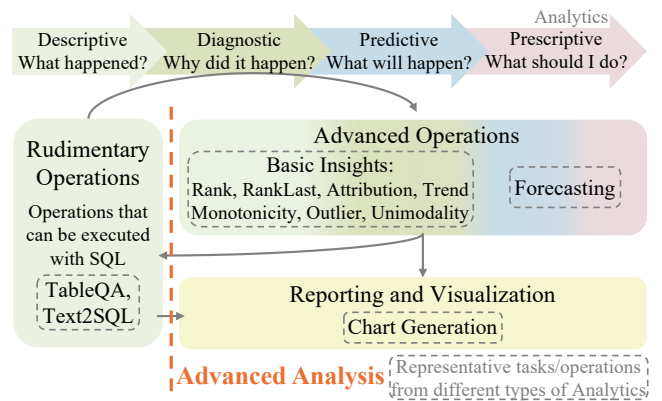 Analytics
Descriptive
What happened?
Diagnostic
Why did it happen?
Predictive
What will happen?
Prescriptive
What should I do?
Rudimentary
Operations
Operations that
can be executed
with SQL
TableQA,
Text2SQL
Advanced Operations
Basic Insights:
Rank, RankLast, Attribution, Trend
Monotonicity, Outlier, Unimodality
Forecasting
Reporting and Visualization
Chart Generation
Advanced Analysis
Representative tasks/operations
from different types of Analytics